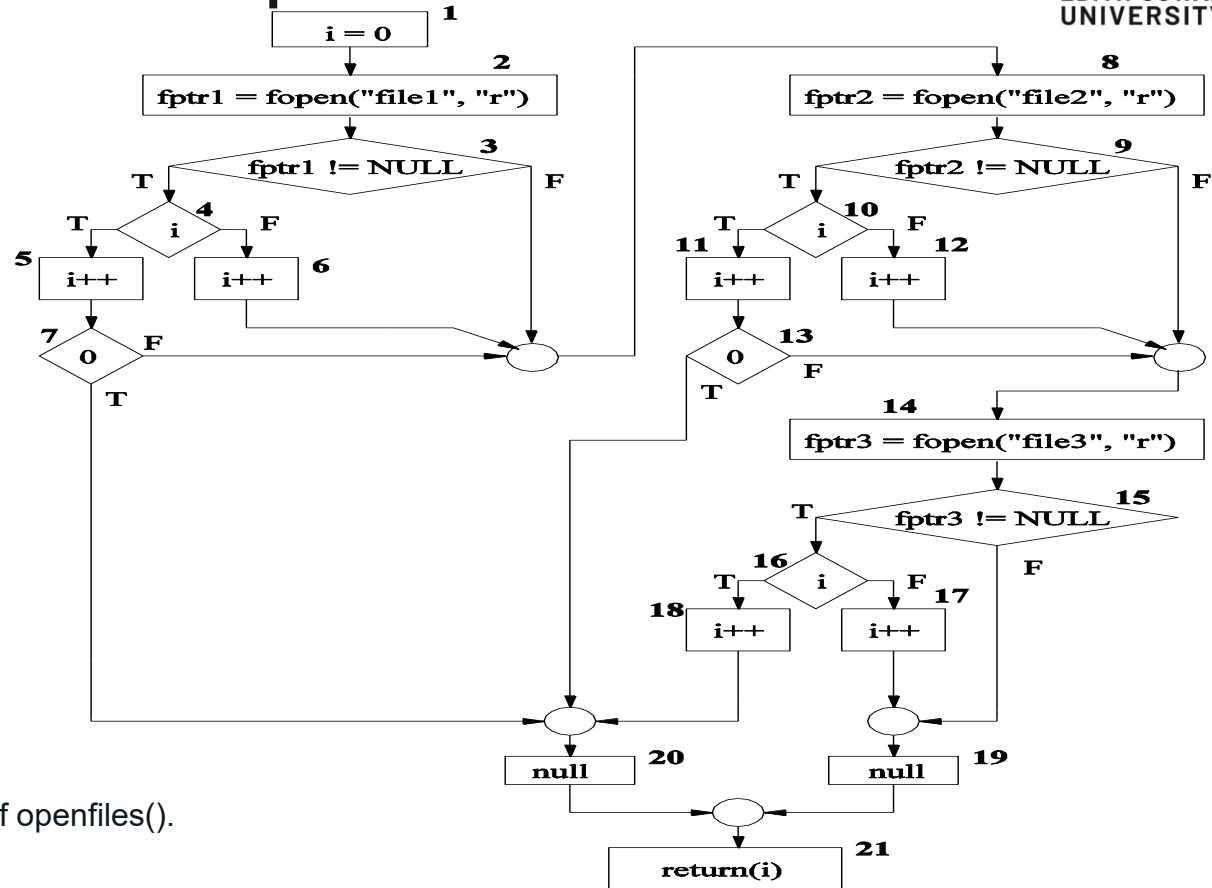 UNIVERSITY
1
i = 0
2
fptr1 = fopen("file1", "r")
3
fptr1 != NULL
T
F
4
T
i
F
5
i++
i++
6
7
0
F
T
8
fptr2 = fopen("file2", "r")
9
fptr2 != NULL
T
F
10
T
i
F
11
12
i++
i++
13
0
F
T
14
fptr3 = fopen("file3", "r")
15
fptr3 != NULL
T
F
16
T
i
F
17
18
i++
i++
null
20
null
19
f openfiles().
21
return(i)